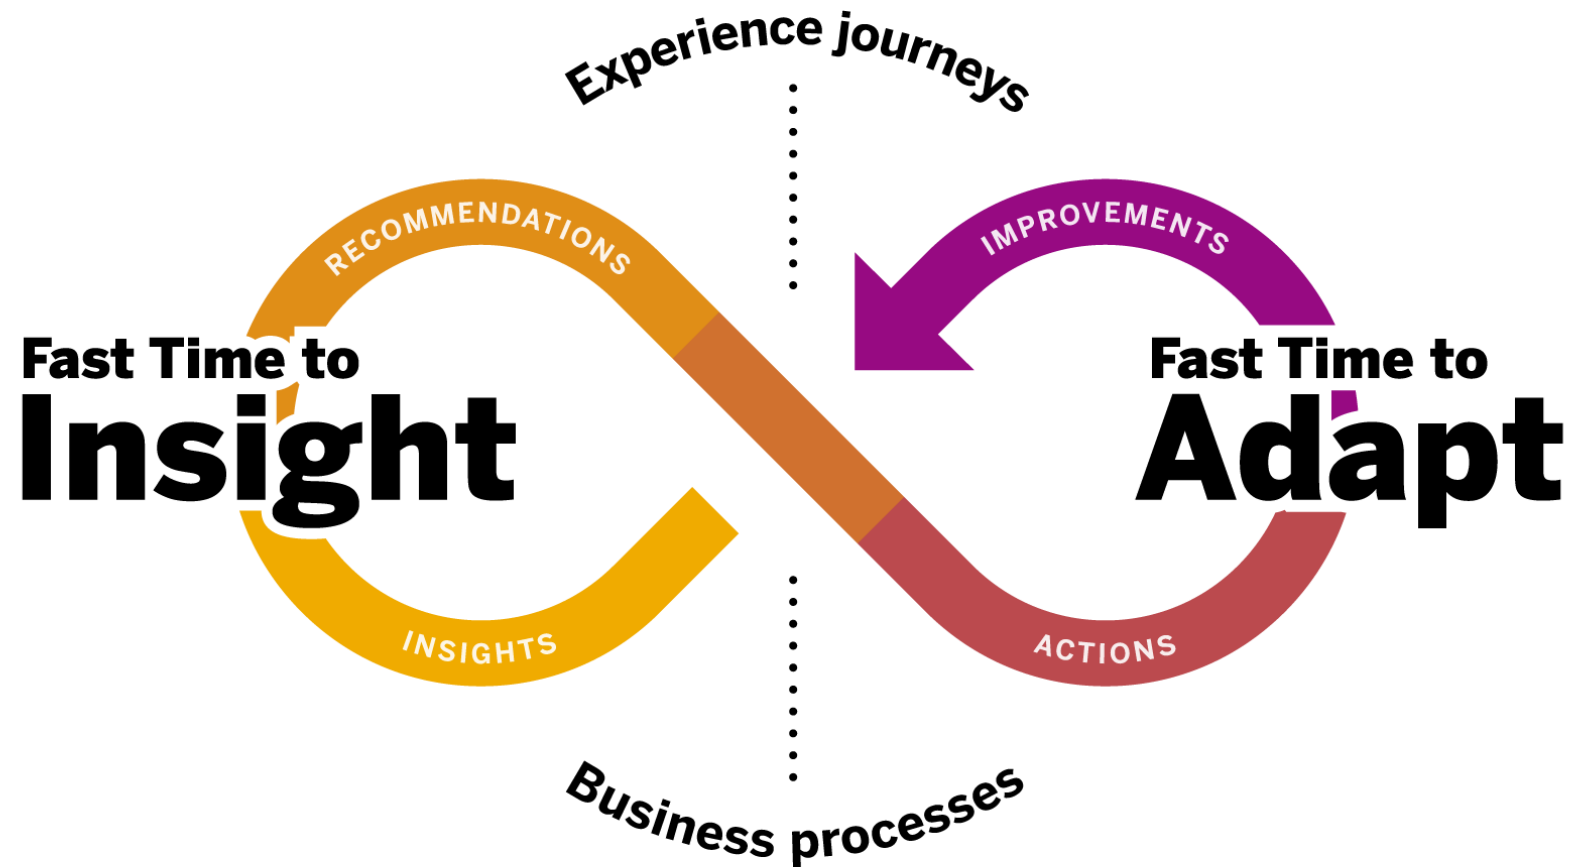 Experience journeys
RECOMMENDATIONS
IMPROVEMENTS
Fast Time to
Insight
Fast Time to
Adapt
INSIGHTS
ACTIONS
Business processes